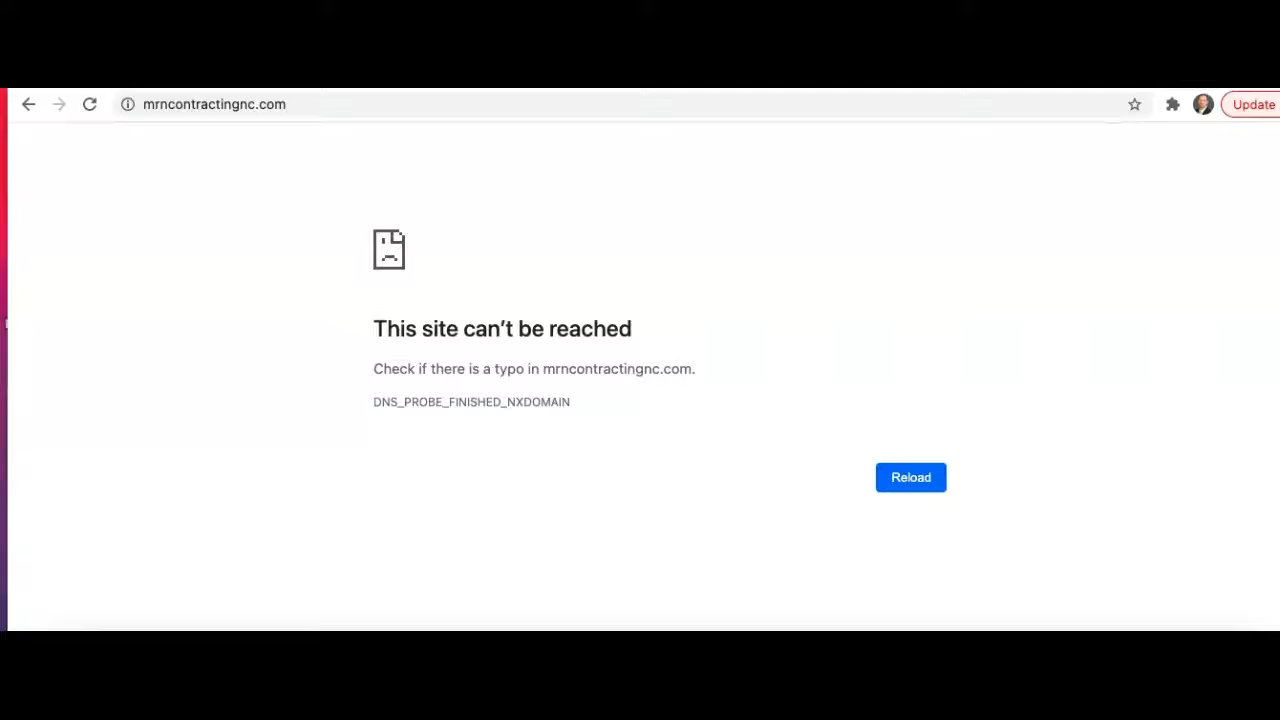 mrncontractingnc.com
Update
This site can't be reached
Check if there is a typo in mrncontractingnc.com.
DNS_PROBE_FINISHED_NXDOMAIN
Reload